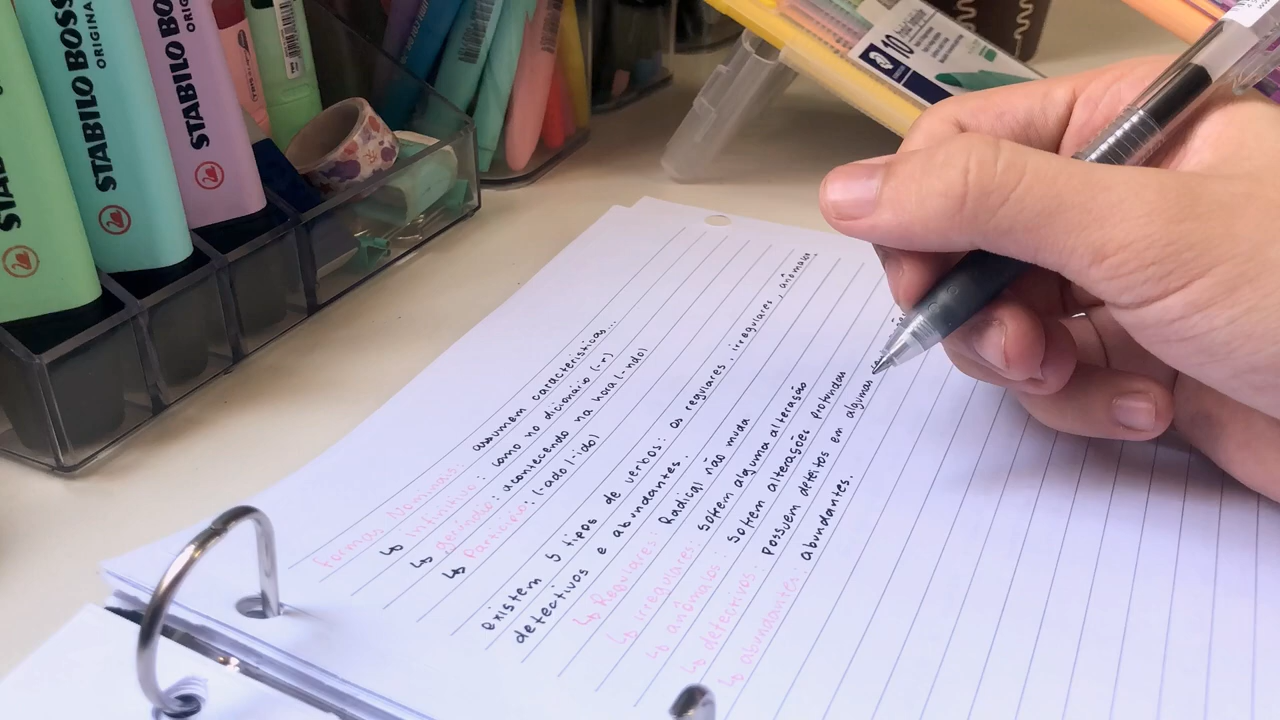 STABILO BOSS ORIGINAL
STABILO BOSS ORIGINAL
STABILO
10
Formas Nominais: assumem características...
↳ Infinitivo: como no dicionário (-r)
↳ gerúndio: acontecendo na hora (-ndo)
↳ Particípio: (-ado/-ido)
existem 5 tipos de verbos: os regulares, irregulares, anômalos
defectivos e abundantes.
↳ Regulares: Radical não muda
↳ irregulares: sofrem alguma alteração
↳ anômalos: sofrem alterações profundas
↳ defectivos: possuem defeitos em algumas
↳ abundantes: abundantes.